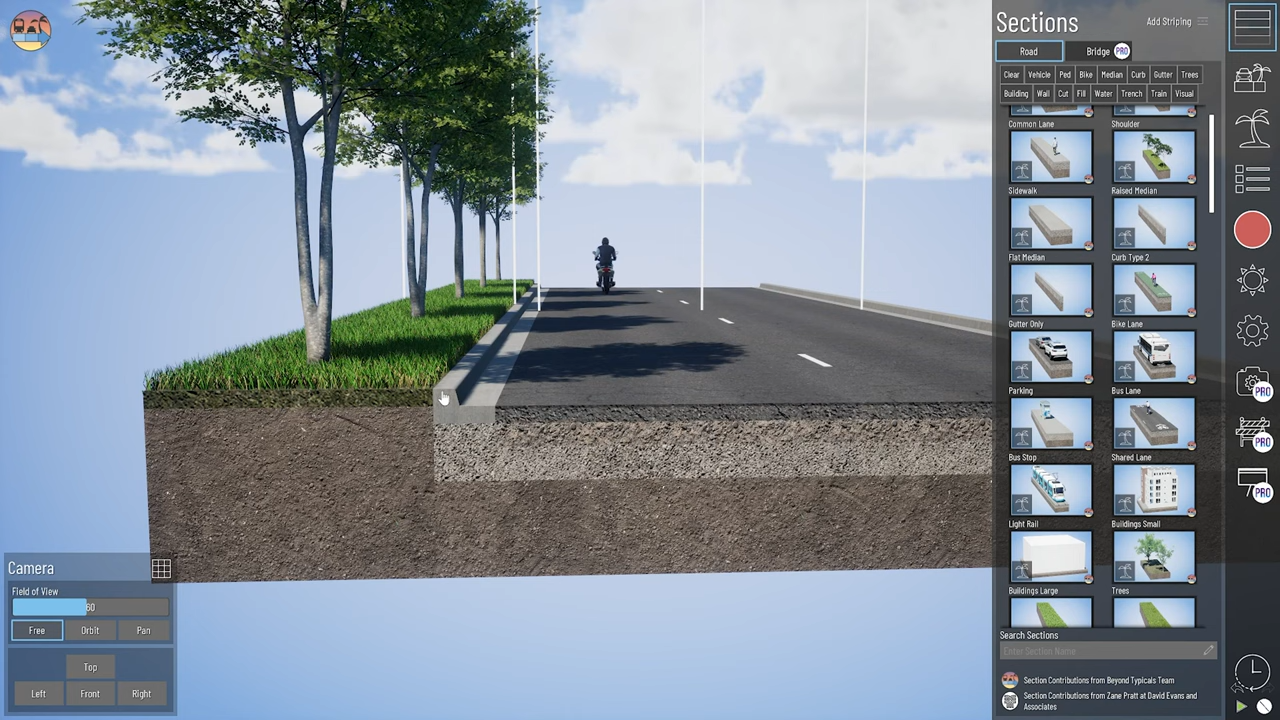 Sections
Add Striping
Road
Bridge PRO
Clear Vehicle Ped Bike Median Curb Gutter Trees
Building Wall Cut Fill Water Trench Train Visual
Common Lane
Shoulder
Sidewalk
Raised Median
Flat Median
Curb Type 2
Gutter Only
Bike Lane
Parking
Bus Lane
Bus Stop
Shared Lane
Light Rail
Buildings Small
Buildings Large
Trees
Search Sections
Enter Section Name
Section Contributions from Beyond Typicals Team
Section Contributions from Zane Pratt at David Evans and
Associates
PRO
PRO
PRO
Camera
Field of View
60
Free
Orbit
Pan
Top
Left
Front
Right